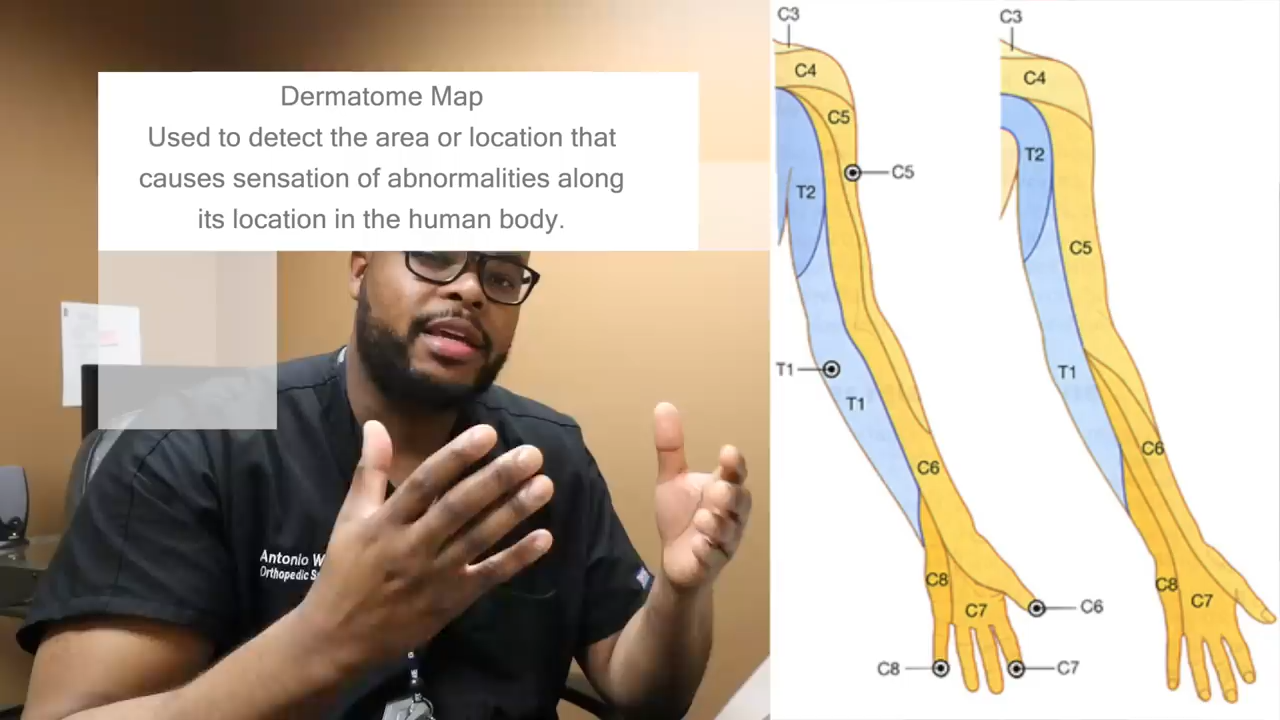 Dermatome Map
Used to detect the area or location that
causes sensation of abnormalities along
its location in the human body.
Antonio
Orthopedic
C3
C4
C5
C5
T2
T1
T1
C6
C8
C7
C6
C8
C7
C3
C4
T2
C5
T1
C6
C8
C7